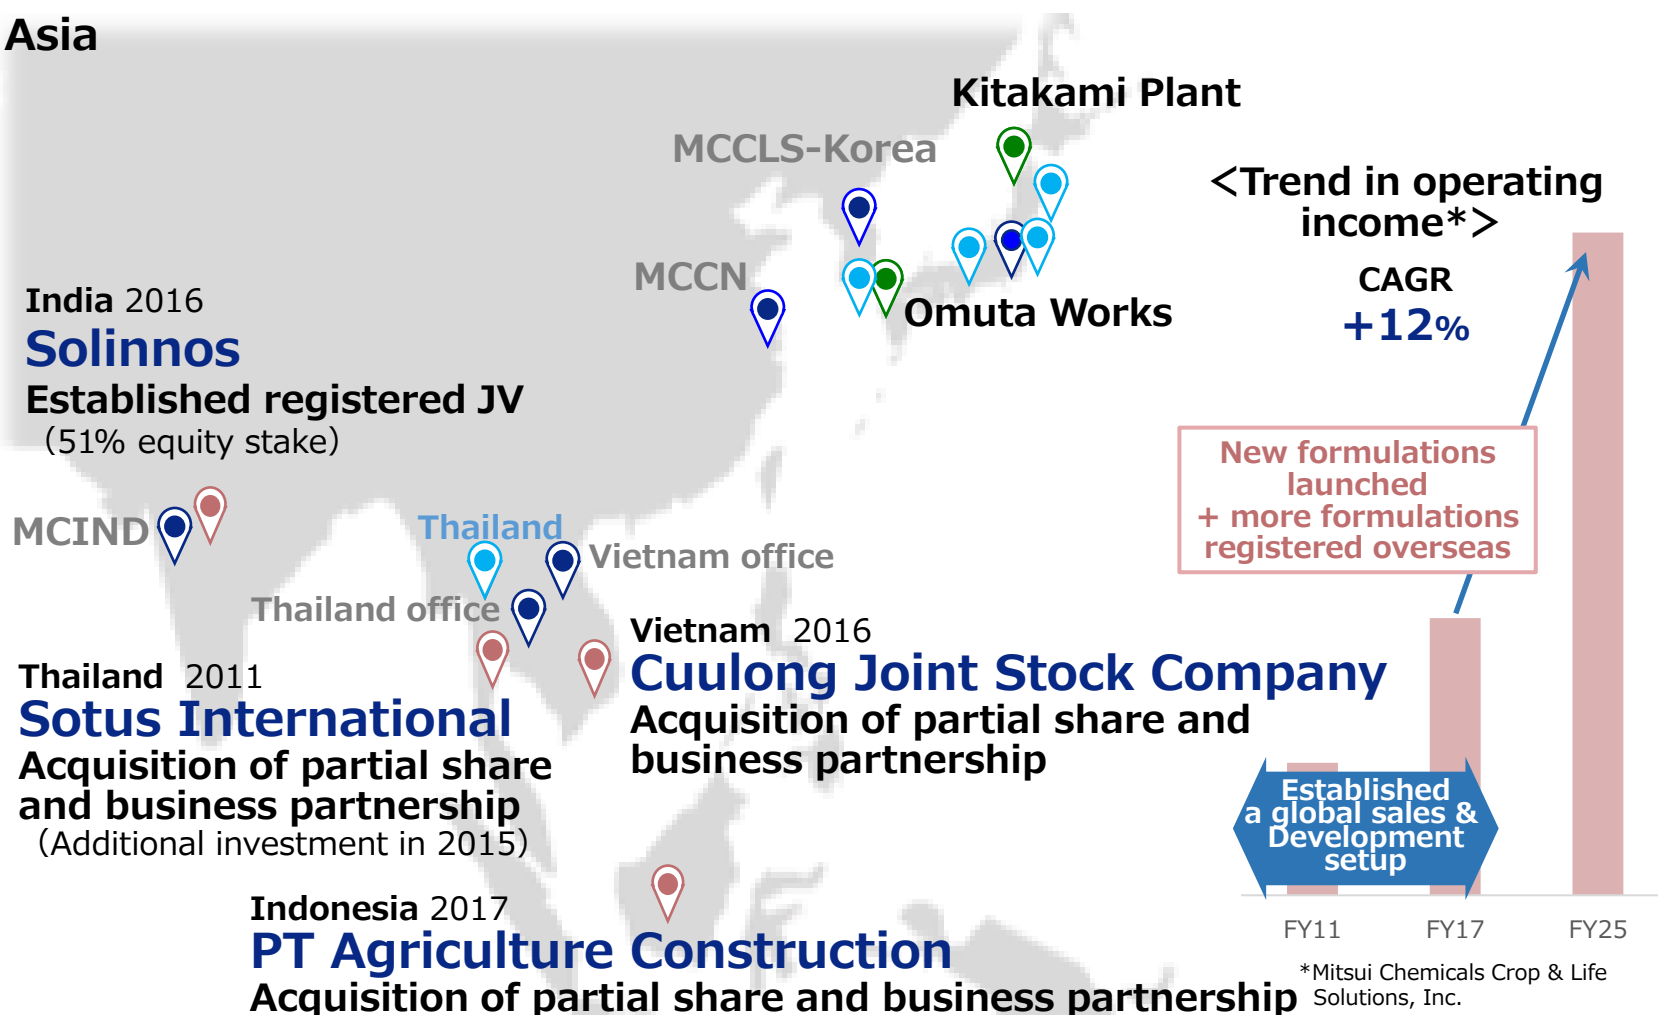 Asia
Kitakami Plant
MCCLS-Korea
MCCN
Omuta Works
India 2016
Solinnos
Established registered JV
（51% equity stake）
MCIND
Thailand
Vietnam office
Thailand office
Thailand 2011
Sotus International
Acquisition of partial share
and business partnership
（Additional investment in 2015）
Vietnam 2016
Cuulong Joint Stock Company
Acquisition of partial share and
business partnership
Indonesia 2017
PT Agriculture Construction
Acquisition of partial share and business partnership
＜Trend in operating
income*＞
CAGR
+12%
New formulations
launched
+ more formulations
registered overseas
Established
a global sales &
Development
setup
FY11
FY17
FY25
*Mitsui Chemicals Crop & Life
Solutions, Inc.